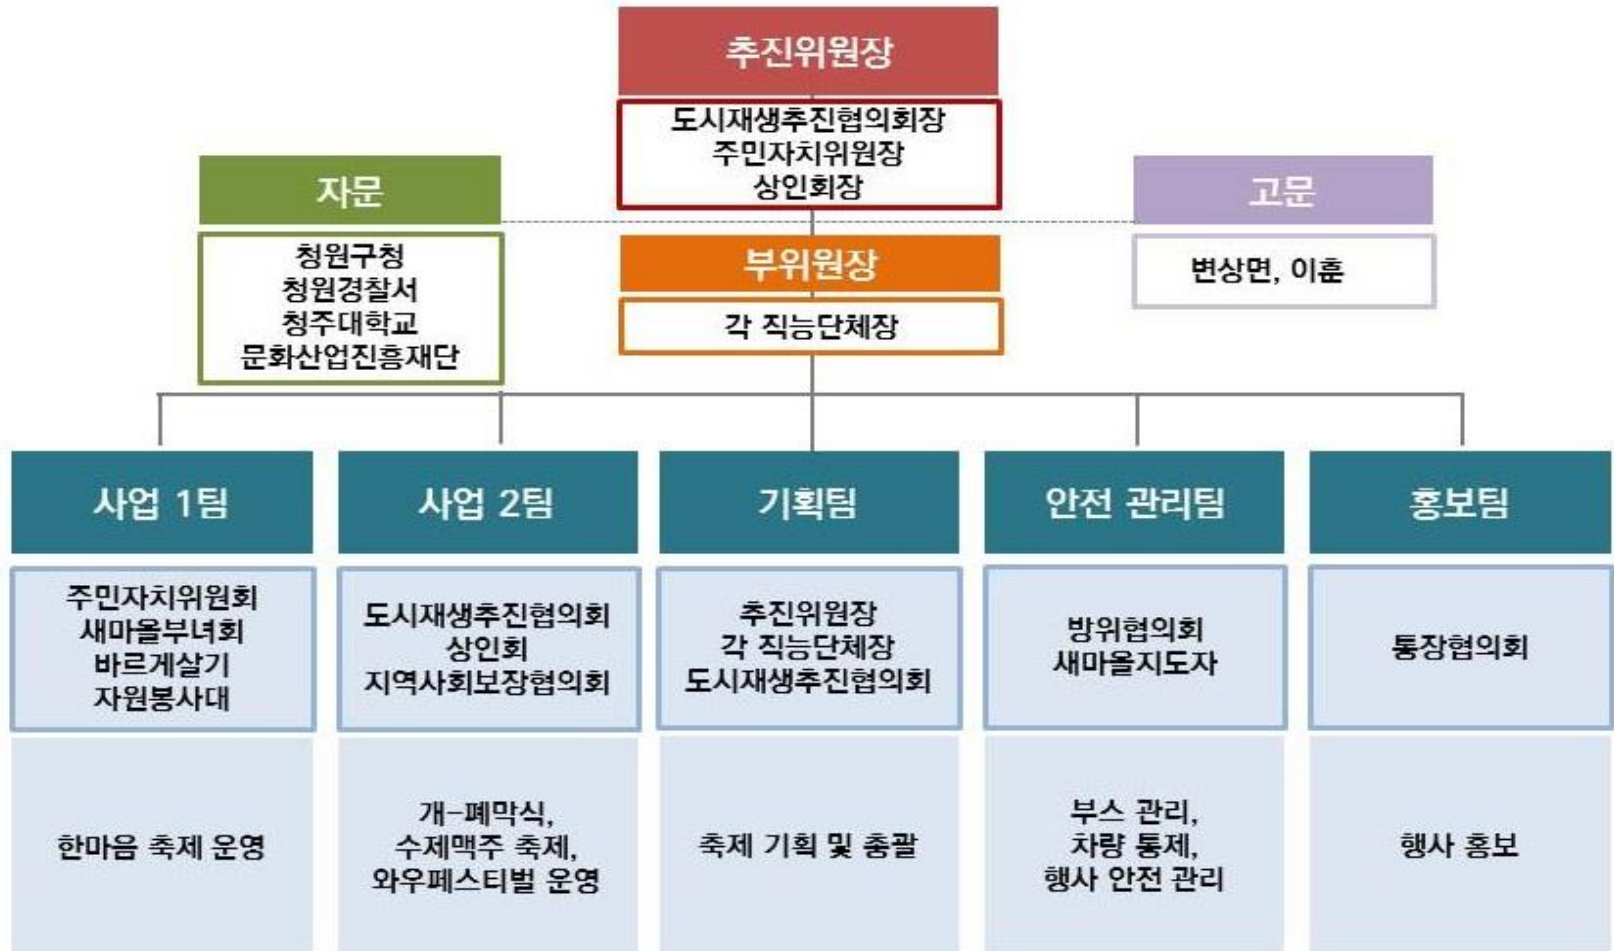 추진위원장
도시재생추진협의회장
주민자치위원장
상인회장
자문
청원구청
청원경찰서
청주대학교
문화산업진흥재단
고문
변상면, 이훈
부위원장
각 직능단체장
사업 1팀
주민자치위원회
새마을부녀회
바르게살기
자원봉사대
한마음 축제 운영
사업 2팀
도시재생추진협의회
상인회
지역사회보장협의회
개-폐막식,
수제맥주 축제,
와우페스티벌 운영
기획팀
추진위원장
각 직능단체장
도시재생추진협의회
축제 기획 및 총괄
안전 관리팀
방위협의회
새마을지도자
부스 관리,
차량 통제,
행사 안전 관리
홍보팀
통장협의회
행사 홍보